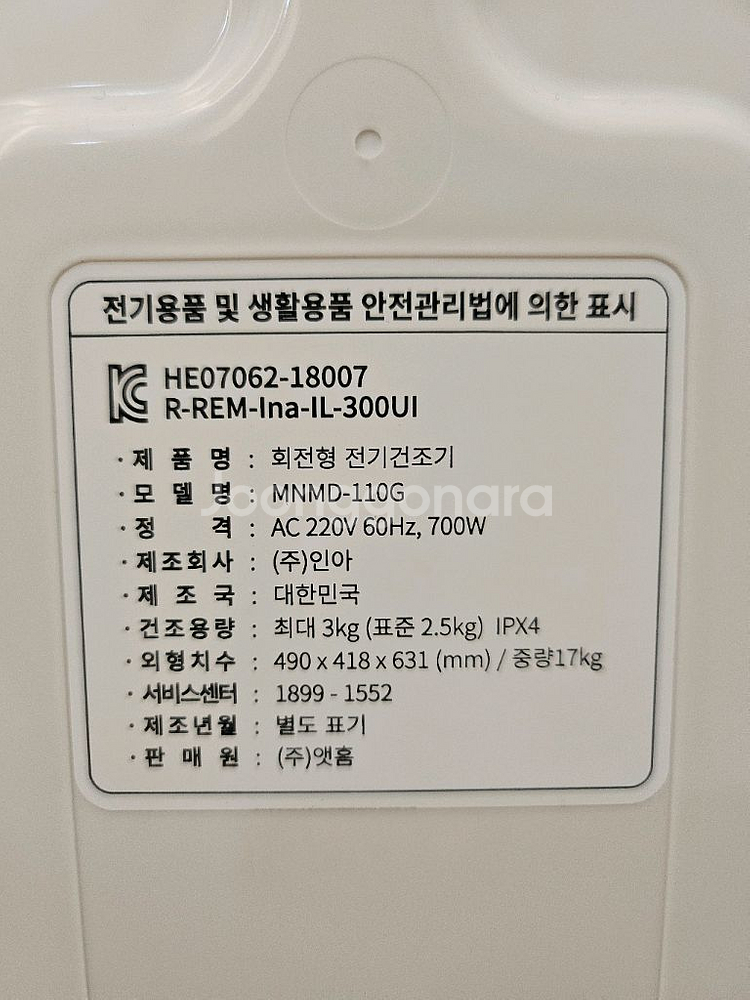 전기용품 및 생활용품 안전관리법에 의한 표시
HE07062-18007
R-REM-Ina-IL-300UI
· 제 품 명 : 회전형 전기건조기
· 모 델 명 : MNMD-110G
Joonggonara
· 정 격 : AC 220V 60Hz, 700W
· 제조회사 : (주)인아
· 제 조 국 : 대한민국
· 건조용량 : 최대 3kg (표준 2.5kg) IPX4
· 외형치수 : 490 x 418 x 631 (mm) / 중량17kg
· 서비스센터 : 1899 - 1552
· 제조년월 : 별도 표기
· 판 매 원 : (주)앳홈